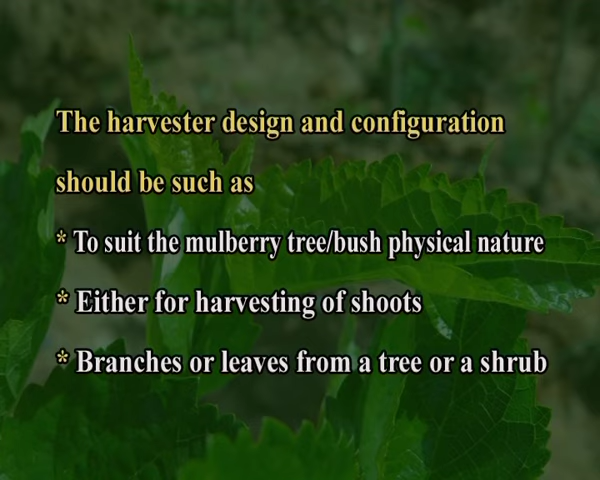 The harvester design and configuration
should be such as
* To suit the mulberry tree/bush physical nature
* Either for harvesting of shoots
* Branches or leaves from a tree or a shrub